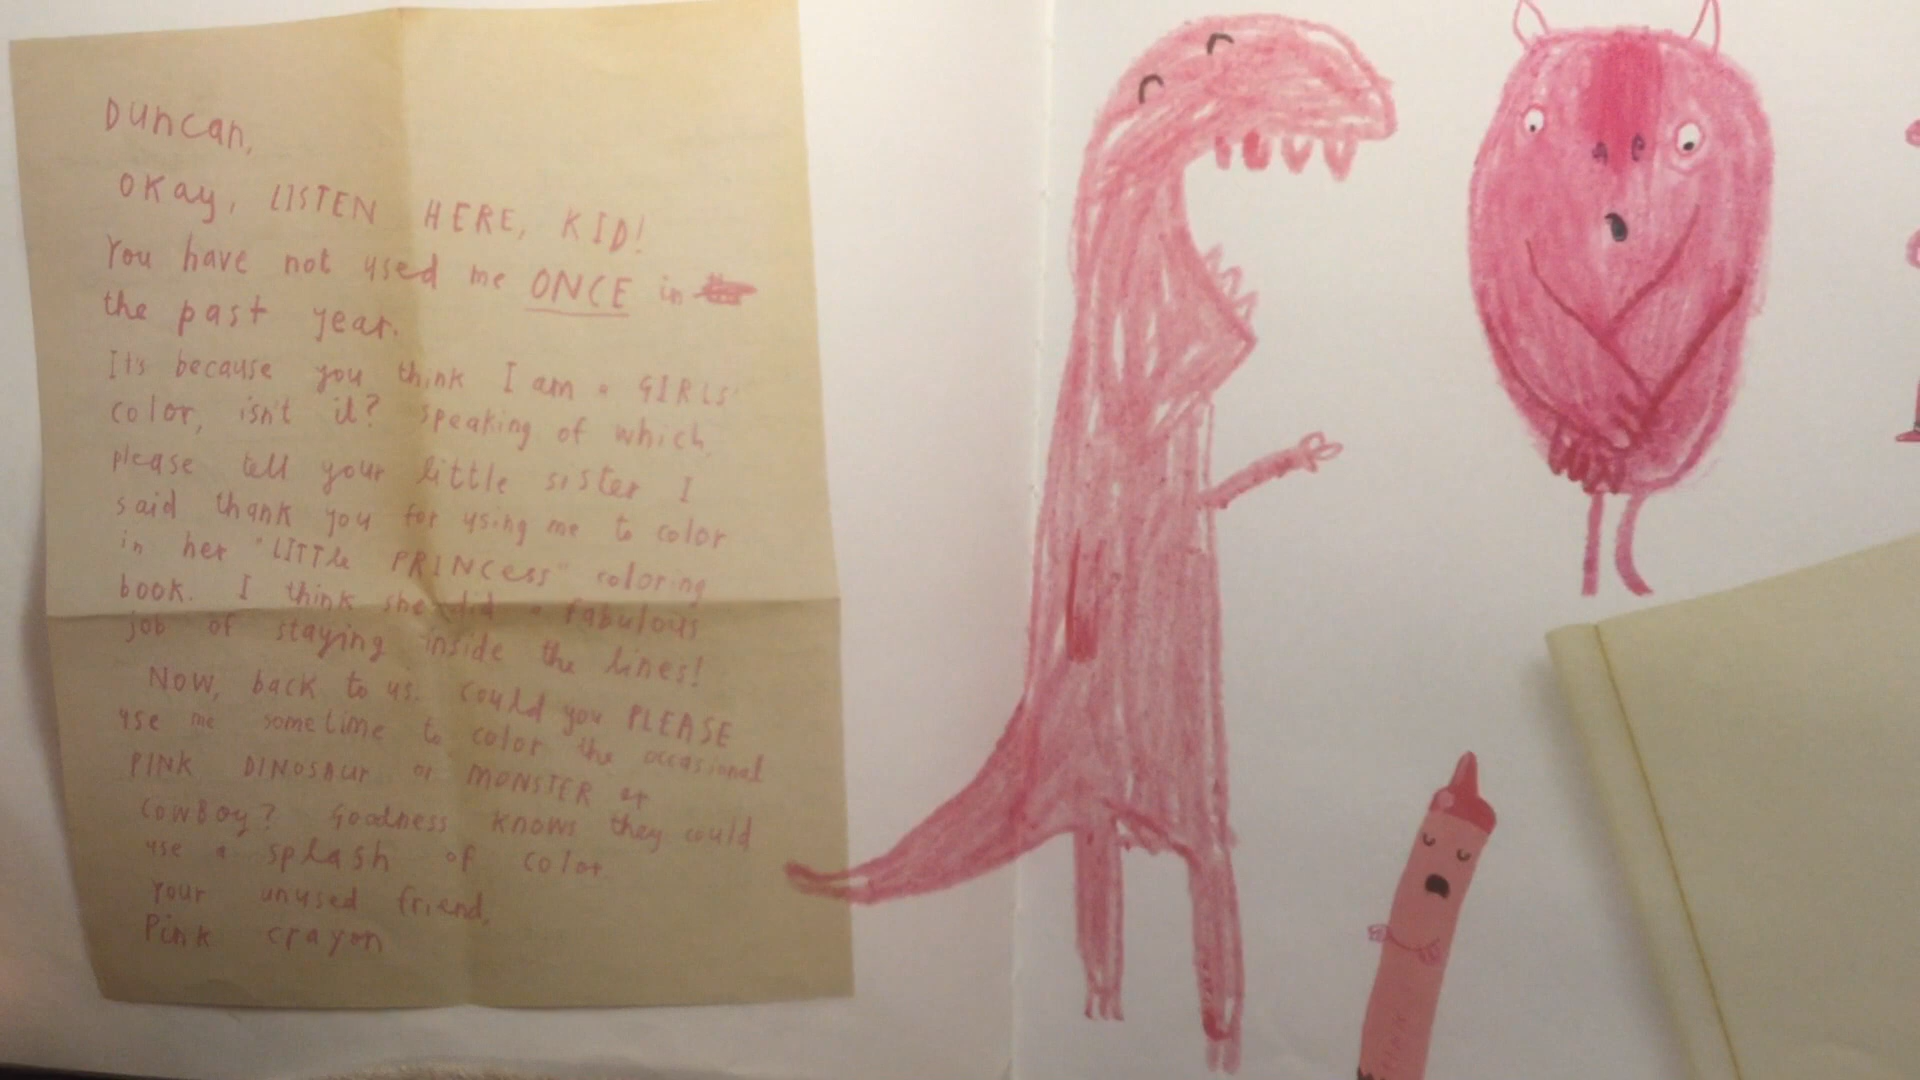 Duncan,
OKay, LISTEN HERE, KID!
You have not used me ONCE in
the past year.
It's because you think I am a GIRLS'
color, isn't it? Speaking of which,
please tell your little sister I
said thank you for using me to color
in her "LITTle PRINCess" coloring
book. I think she did a fabulous
job of staying inside the lines!
Now, back to us. Could you PLEASE
use me sometime to color the occasional
PINK DINOSAur or MONSTER or
COWBOY? Goodness knows they could
use a splash of color.
Your unused friend,
Pink crayon